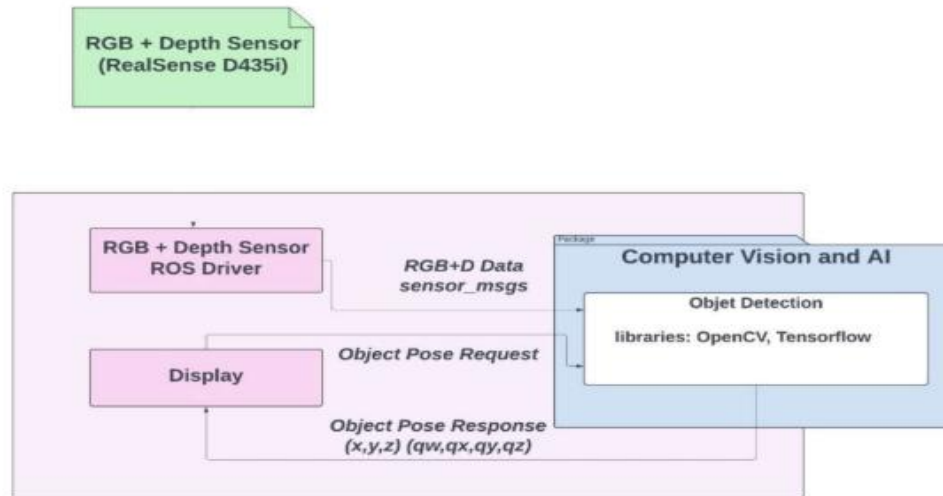 RGB + Depth Sensor
(RealSense D435i)
RGB + Depth Sensor
ROS Driver
RGB+D Data
sensor_msgs
Package
Computer Vision and AI
Objet Detection
libraries: OpenCV, Tensorflow
Object Pose Request
Display
Object Pose Response
(x,y,z) (qw,qx,qy,qz)